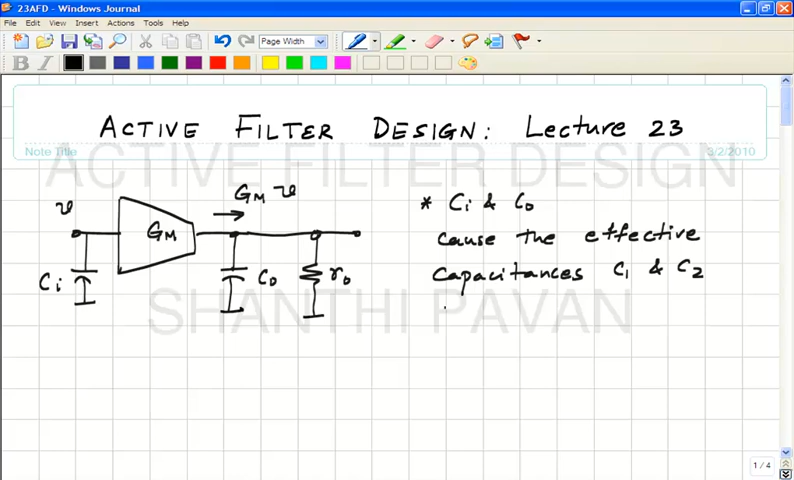 23AFD - Windows Journal
File Edit View Insert Actions Tools Help
Page Width
B I
ACTIVE FILTER DESIGN: Lecture 23
Note Title
3/2/2010
ACTIVE FILTER DESIGN
GM v
v
GM
Ci
Co
ro
* Ci & Co
cause the effective
capacitances C1 & C2
SHANTHI PAVAN
1 / 4